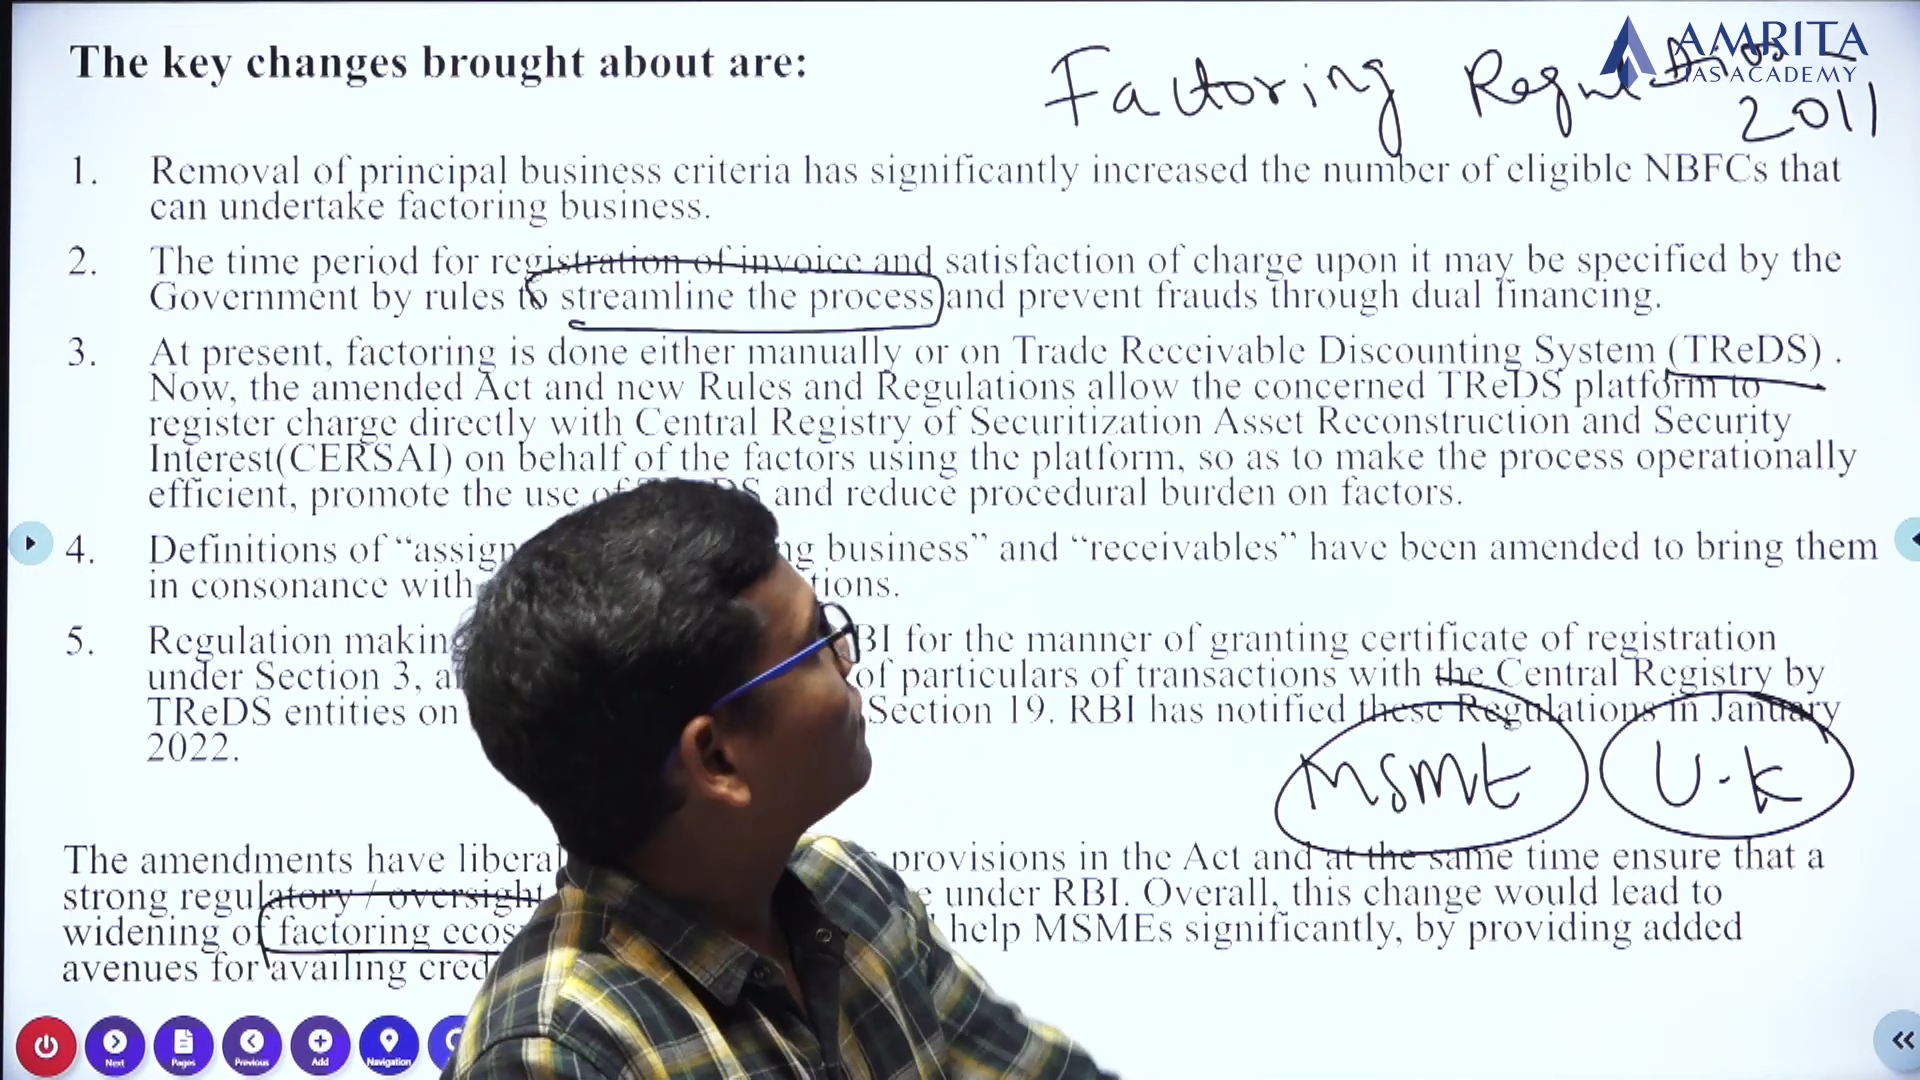 AMRITA
IAS ACADEMY
The key changes brought about are:
Factoring Regulation
2011
1. Removal of principal business criteria has significantly increased the number of eligible NBFCs that
can undertake factoring business.
2. The time period for registration of invoice and satisfaction of charge upon it may be specified by the
Government by rules to streamline the process and prevent frauds through dual financing.
3. At present, factoring is done either manually or on Trade Receivable Discounting System (TReDS) .
Now, the amended Act and new Rules and Regulations allow the concerned TReDS platform to
register charge directly with Central Registry of Securitization Asset Reconstruction and Security
Interest(CERSAI) on behalf of the factors using the platform, so as to make the process operationally
efficient, promote the use of and reduce procedural burden on factors.
4. Definitions of “assign ng business” and “receivables” have been amended to bring them
in consonance with tions.
5. Regulation making BI for the manner of granting certificate of registration
under Section 3, a of particulars of transactions with the Central Registry by
TReDS entities on Section 19. RBI has notified these Regulations in January
2022.
MSME U.K
The amendments have liberal provisions in the Act and at the same time ensure that a
strong regulatory / oversight under RBI. Overall, this change would lead to
widening of factoring ecos help MSMEs significantly, by providing added
avenues for availing cred
Next Pages Previous Add Navigation